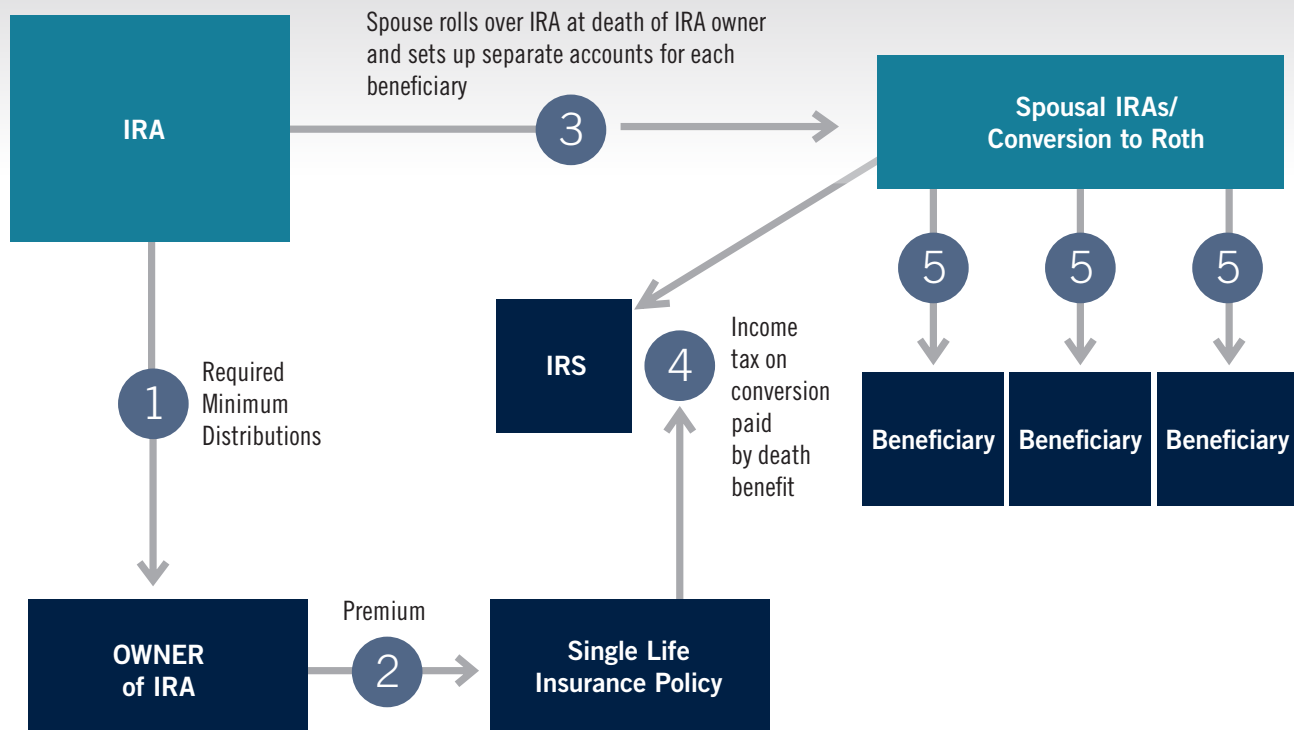 Spouse rolls over IRA at death of IRA owner
and sets up separate accounts for each
beneficiary
IRA
3
Spousal IRAs/
Conversion to Roth
5
5
5
1
Required
Minimum
Distributions
IRS
4
Income
tax on
conversion
paid
by death
benefit
Beneficiary
Beneficiary
Beneficiary
OWNER
of IRA
Premium
2
Single Life
Insurance Policy